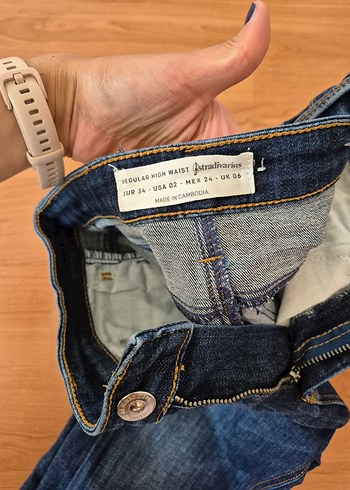 REGULAR HIGH WAIST stradivarius
EUR 34 - USA 02 - MEX 24 - UK 06
MADE IN CAMBODIA